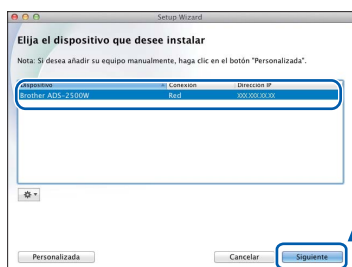 Setup Wizard
Elija el dispositivo que desee instalar
Nota: Si desea añadir su equipo manualmente, haga clic en el botón "Personalizada".
Dispositivo Conexión Dirección IP
Brother ADS-2500W Red XXX.XXX.XX.XX
Personalizada Cancelar Siguiente